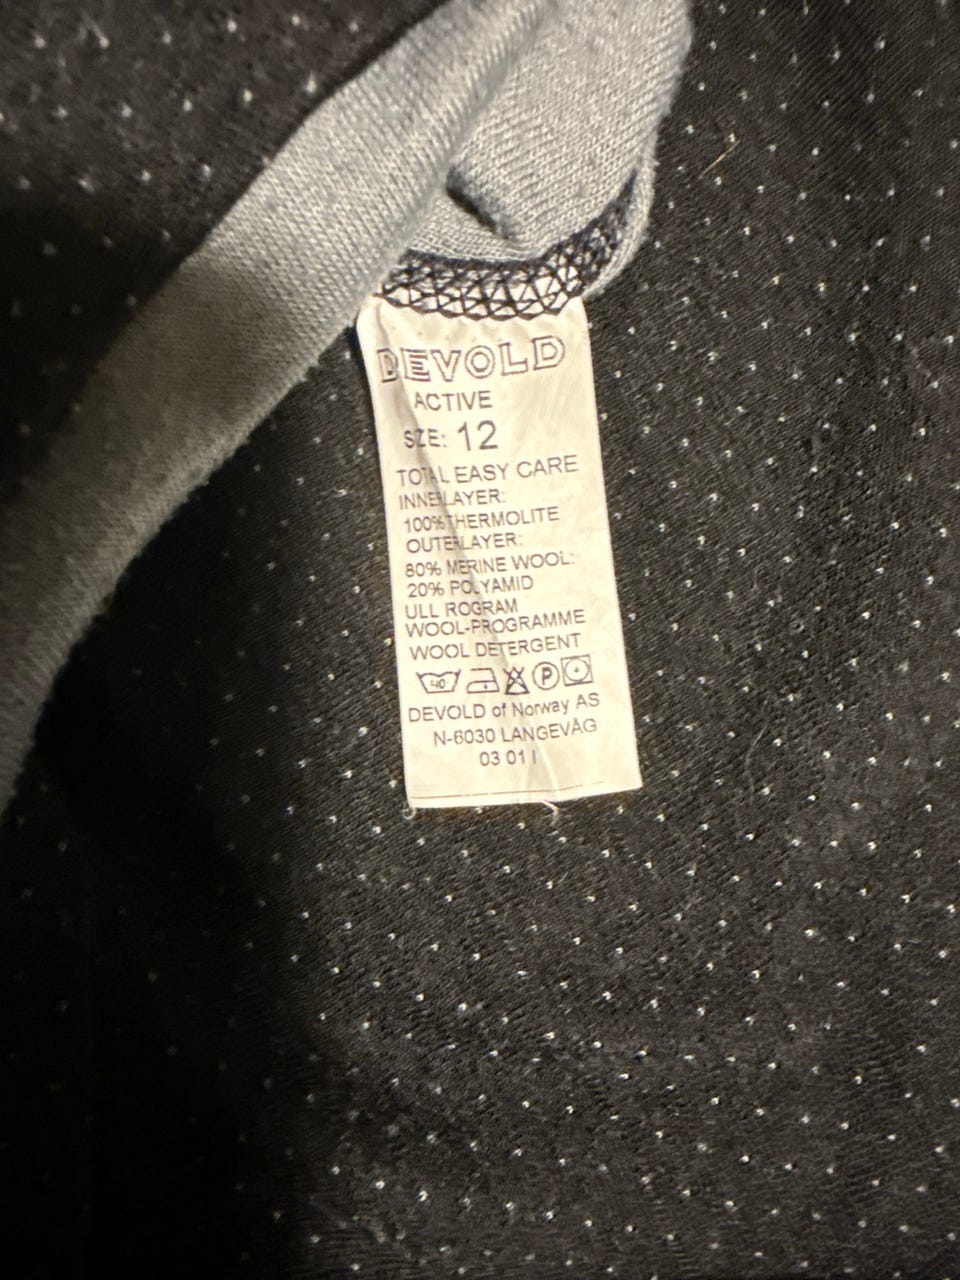 DEVOLD
ACTIVE
SIZE: 12
TOTAL EASY CARE
INNERLAYER:
100%THERMOLITE
OUTERLAYER:
80% MERINE WOOL:
20% POLYAMID
ULL ROGRAM
WOOL-PROGRAMME
WOOL DETERGENT
40 P
DEVOLD of Norway AS
N-6030 LANGEVÅG
03 01 I